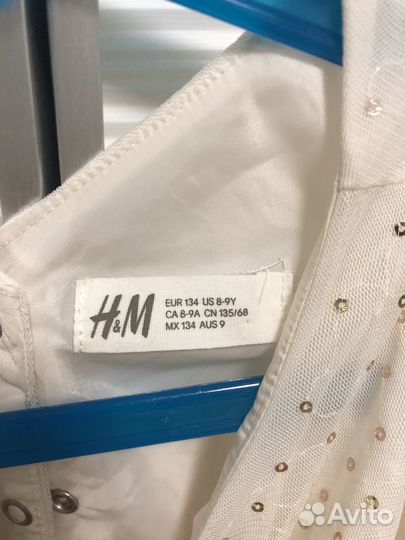 H&M
EUR 134 US 8-9Y
CA 8-9A CN 135/68
MX 134 AUS 9
Avito